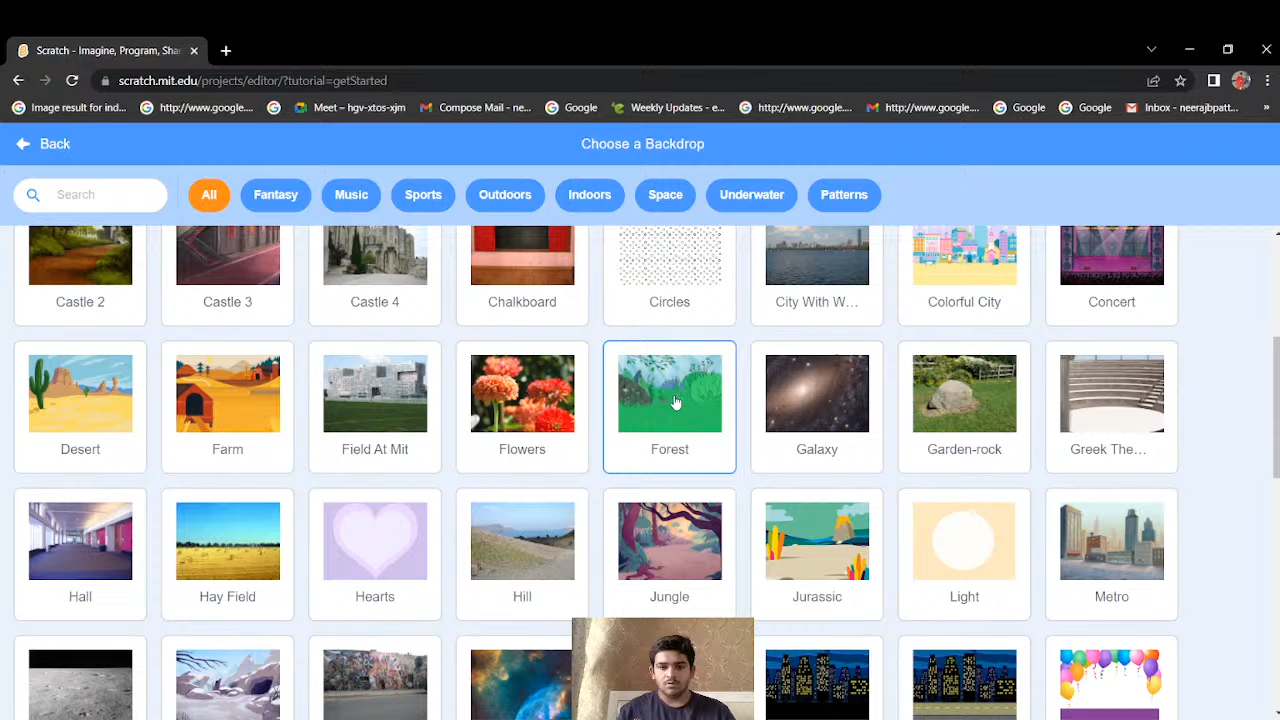 Scratch - Imagine, Program, Sha
scratch.mit.edu/projects/editor/?tutorial=getStarted
Image result for ind...
http://www.google....
Meet – hgv-xtos-xjm
Compose Mail - ne...
Google
Weekly Updates - e...
http://www.google....
http://www.google....
Google
Google
Inbox - neerajbpatt...
»
Back
Choose a Backdrop
Search
All
Fantasy
Music
Sports
Outdoors
Indoors
Space
Underwater
Patterns
Castle 2
Castle 3
Castle 4
Chalkboard
Circles
City With W...
Colorful City
Concert
Desert
Farm
Field At Mit
Flowers
Forest
Galaxy
Garden-rock
Greek The...
Hall
Hay Field
Hearts
Hill
Jungle
Jurassic
Light
Metro